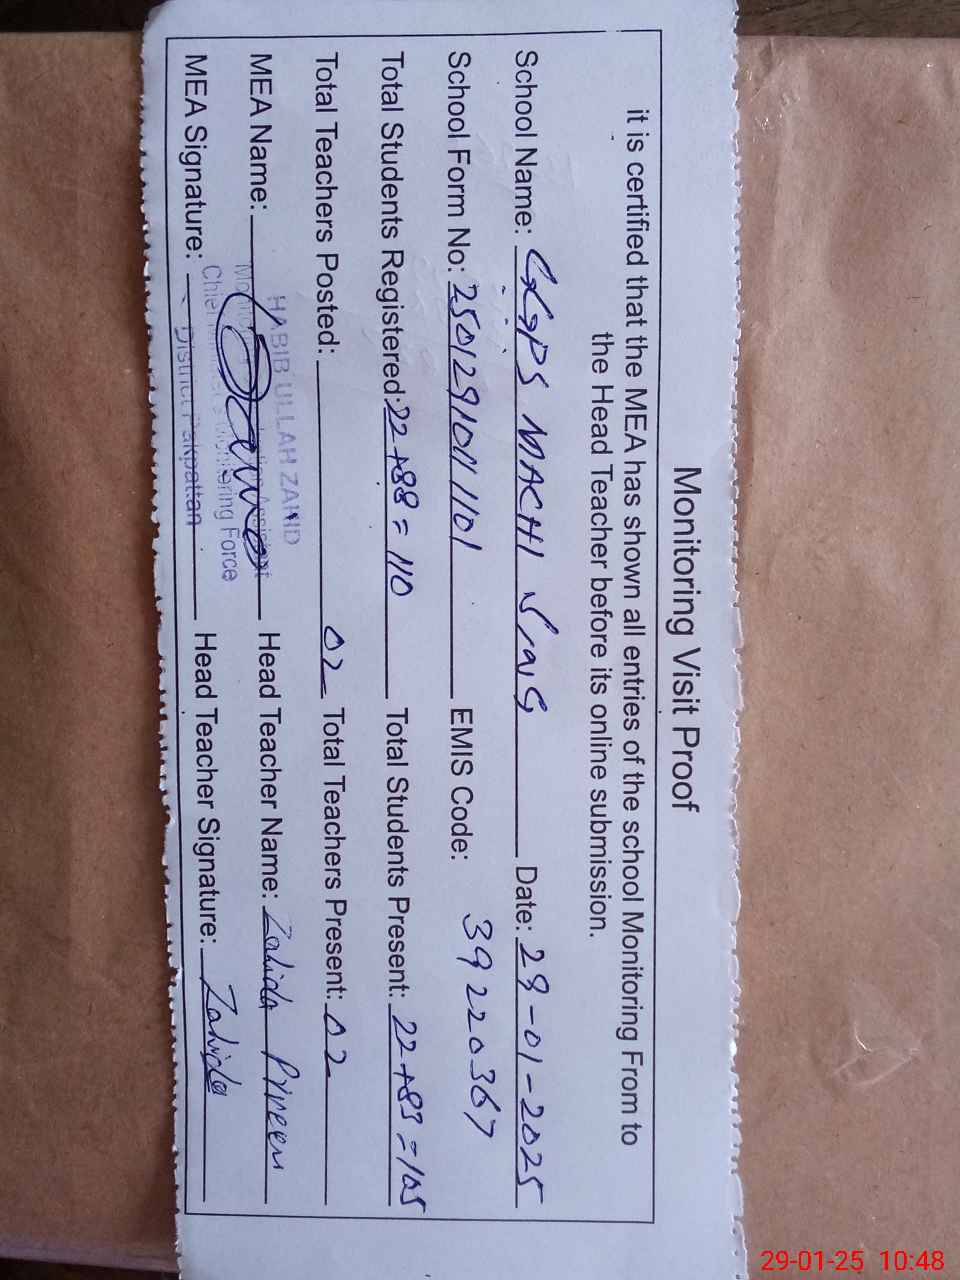 Monitoring Visit Proof
it is certified that the MEA has shown all entries of the school Monitoring From to
the Head Teacher before its online submission.
School Name: GGPS MACHI SING Date: 29-01-2025
School Form No: 250129101101 EMIS Code: 39220367
Total Students Registered: 22+88=110 Total Students Present: 22+83=105
Total Teachers Posted: 02 Total Teachers Present: 02
HABIB ULLAH ZAHID
MEA Name: Head Teacher Name: Zahida Prveen
Monitoring Force
MEA Signature: District Pakpattan Head Teacher Signature: Zahida
29-01-25 10:48